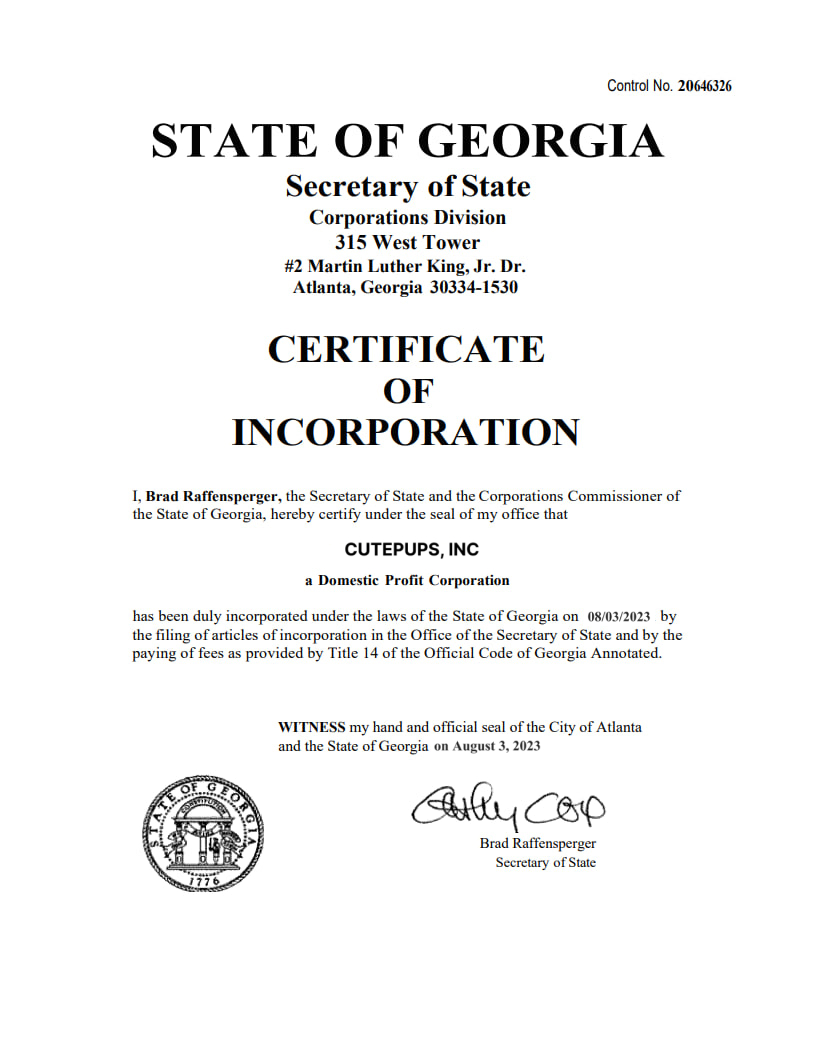 Control No. 20646326
STATE OF GEORGIA
Secretary of State
Corporations Division
315 West Tower
#2 Martin Luther King, Jr. Dr.
Atlanta, Georgia 30334-1530
CERTIFICATE
OF
INCORPORATION
I, Brad Raffensperger, the Secretary of State and the Corporations Commissioner of
the State of Georgia, hereby certify under the seal of my office that
CUTEPUPS, INC
a Domestic Profit Corporation
has been duly incorporated under the laws of the State of Georgia on 08/03/2023 by
the filing of articles of incorporation in the Office of the Secretary of State and by the
paying of fees as provided by Title 14 of the Official Code of Georgia Annotated.
WITNESS my hand and official seal of the City of Atlanta
and the State of Georgia on August 3, 2023
STATE OF GEORGIA
CONSTITUTION
1776
Brad Raffensperger
Secretary of State